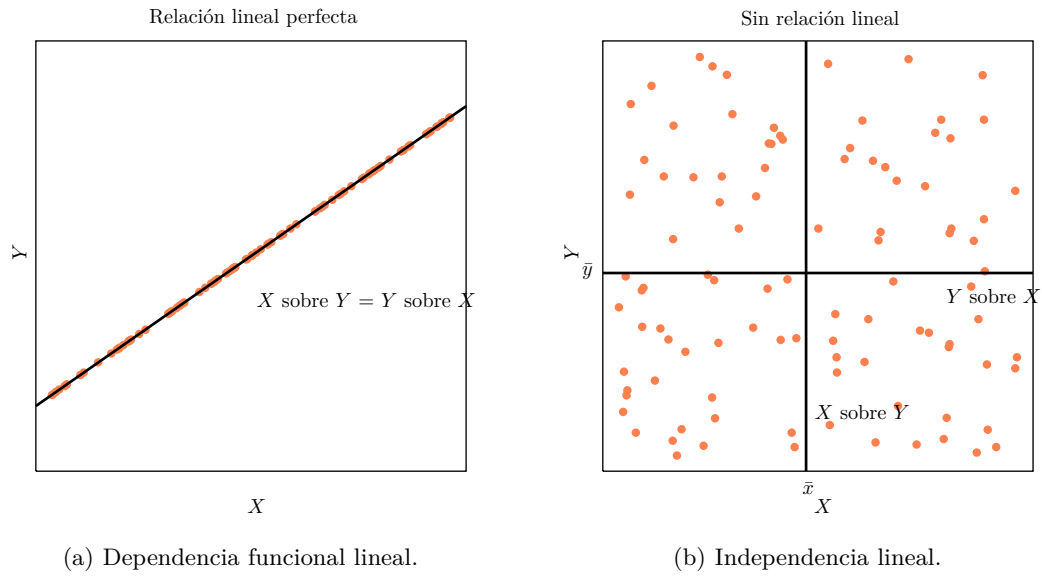 Relación lineal perfecta
Y
X sobre Y = Y sobre X
X
(a) Dependencia funcional lineal.
Sin relación lineal
Y
ȳ
Y sobre X
X sobre Y
x̄
X
(b) Independencia lineal.